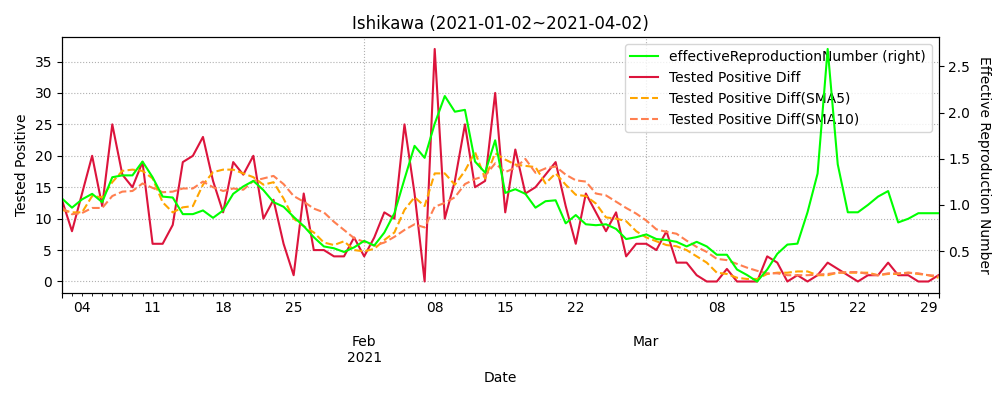 Ishikawa (2021-01-02~2021-04-02)
effectiveReproductionNumber (right)
Tested Positive Diff
Tested Positive Diff(SMA5)
Tested Positive Diff(SMA10)
Tested Positive
35
30
25
20
15
10
5
0
2.5
2.0
1.5
1.0
0.5
Effective Reproduction Number
04 11 18 25 08 15 22 08 15 22 29
Feb Mar
2021
Date